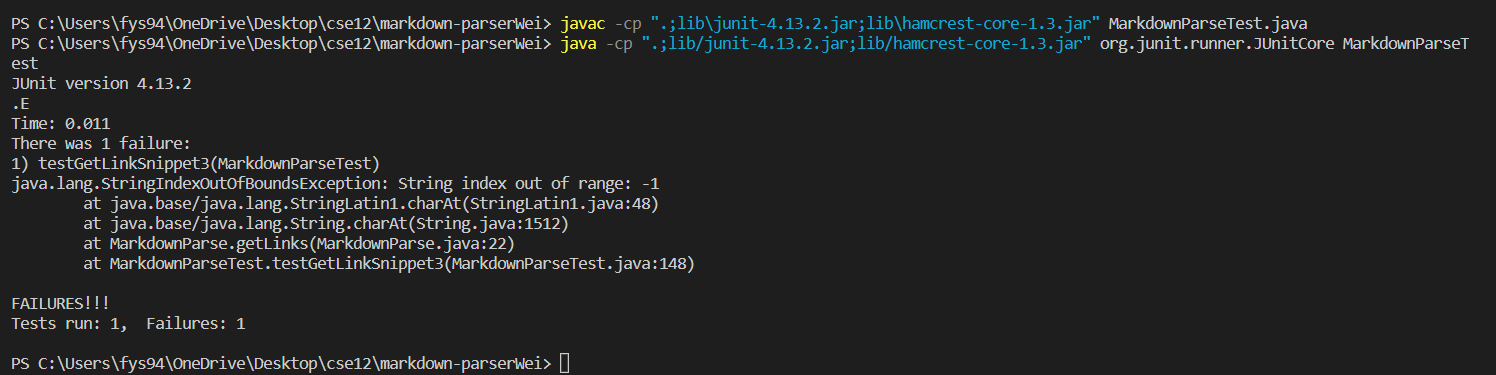 PS C:\Users\fys94\OneDrive\Desktop\cse12\markdown-parserWei> javac -cp ".;lib\junit-4.13.2.jar;lib\hamcrest-core-1.3.jar" MarkdownParseTest.java
PS C:\Users\fys94\OneDrive\Desktop\cse12\markdown-parserWei> java -cp ".;lib/junit-4.13.2.jar;lib/hamcrest-core-1.3.jar" org.junit.runner.JUnitCore MarkdownParseT
est
JUnit version 4.13.2
.E
Time: 0.011
There was 1 failure:
1) testGetLinkSnippet3(MarkdownParseTest)
java.lang.StringIndexOutOfBoundsException: String index out of range: -1
        at java.base/java.lang.StringLatin1.charAt(StringLatin1.java:48)
        at java.base/java.lang.String.charAt(String.java:1512)
        at MarkdownParse.getLinks(MarkdownParse.java:22)
        at MarkdownParseTest.testGetLinkSnippet3(MarkdownParseTest.java:148)
FAILURES!!!
Tests run: 1,  Failures: 1
PS C:\Users\fys94\OneDrive\Desktop\cse12\markdown-parserWei>